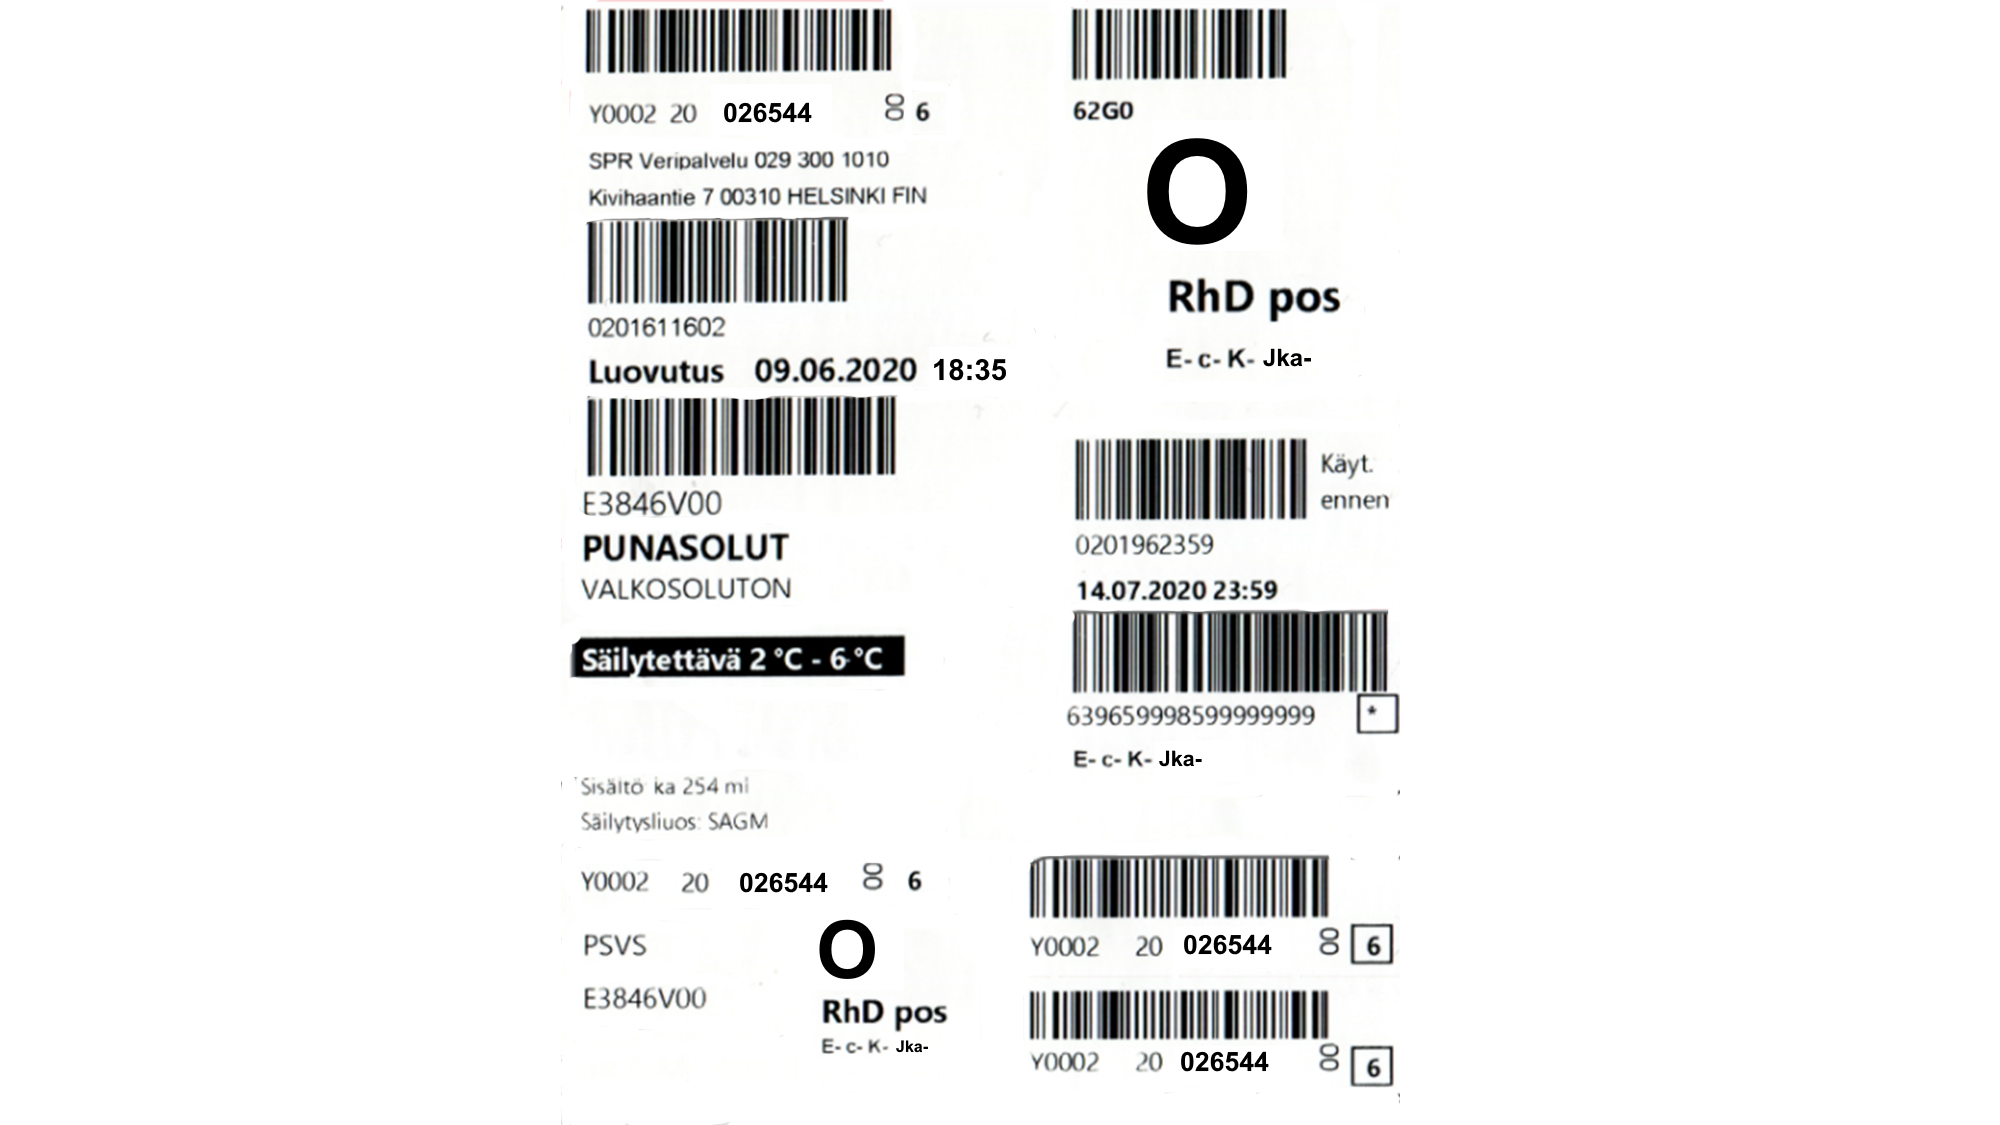 Y0002 20 026544 00 6
SPR Veripalvelu 029 300 1010
Kivihaantie 7 00310 HELSINKI FIN
0201611602
Luovutus 09.06.2020 18:35
E3846V00
PUNASOLUT
VALKOSOLUTON
Säilytettävä 2 °C - 6 °C
Sisältö ka 254 ml
Säilytysliuos: SAGM
Y0002 20 026544 00 6
PSVS
E3846V00
O
RhD pos
E- c- K- Jka-
62G0
O
RhD pos
E- c- K- Jka-
Käyt.
ennen
0201962359
14.07.2020 23:59
639659998599999999 *
E- c- K- Jka-
Y0002 20 026544 00 6
Y0002 20 026544 00 6